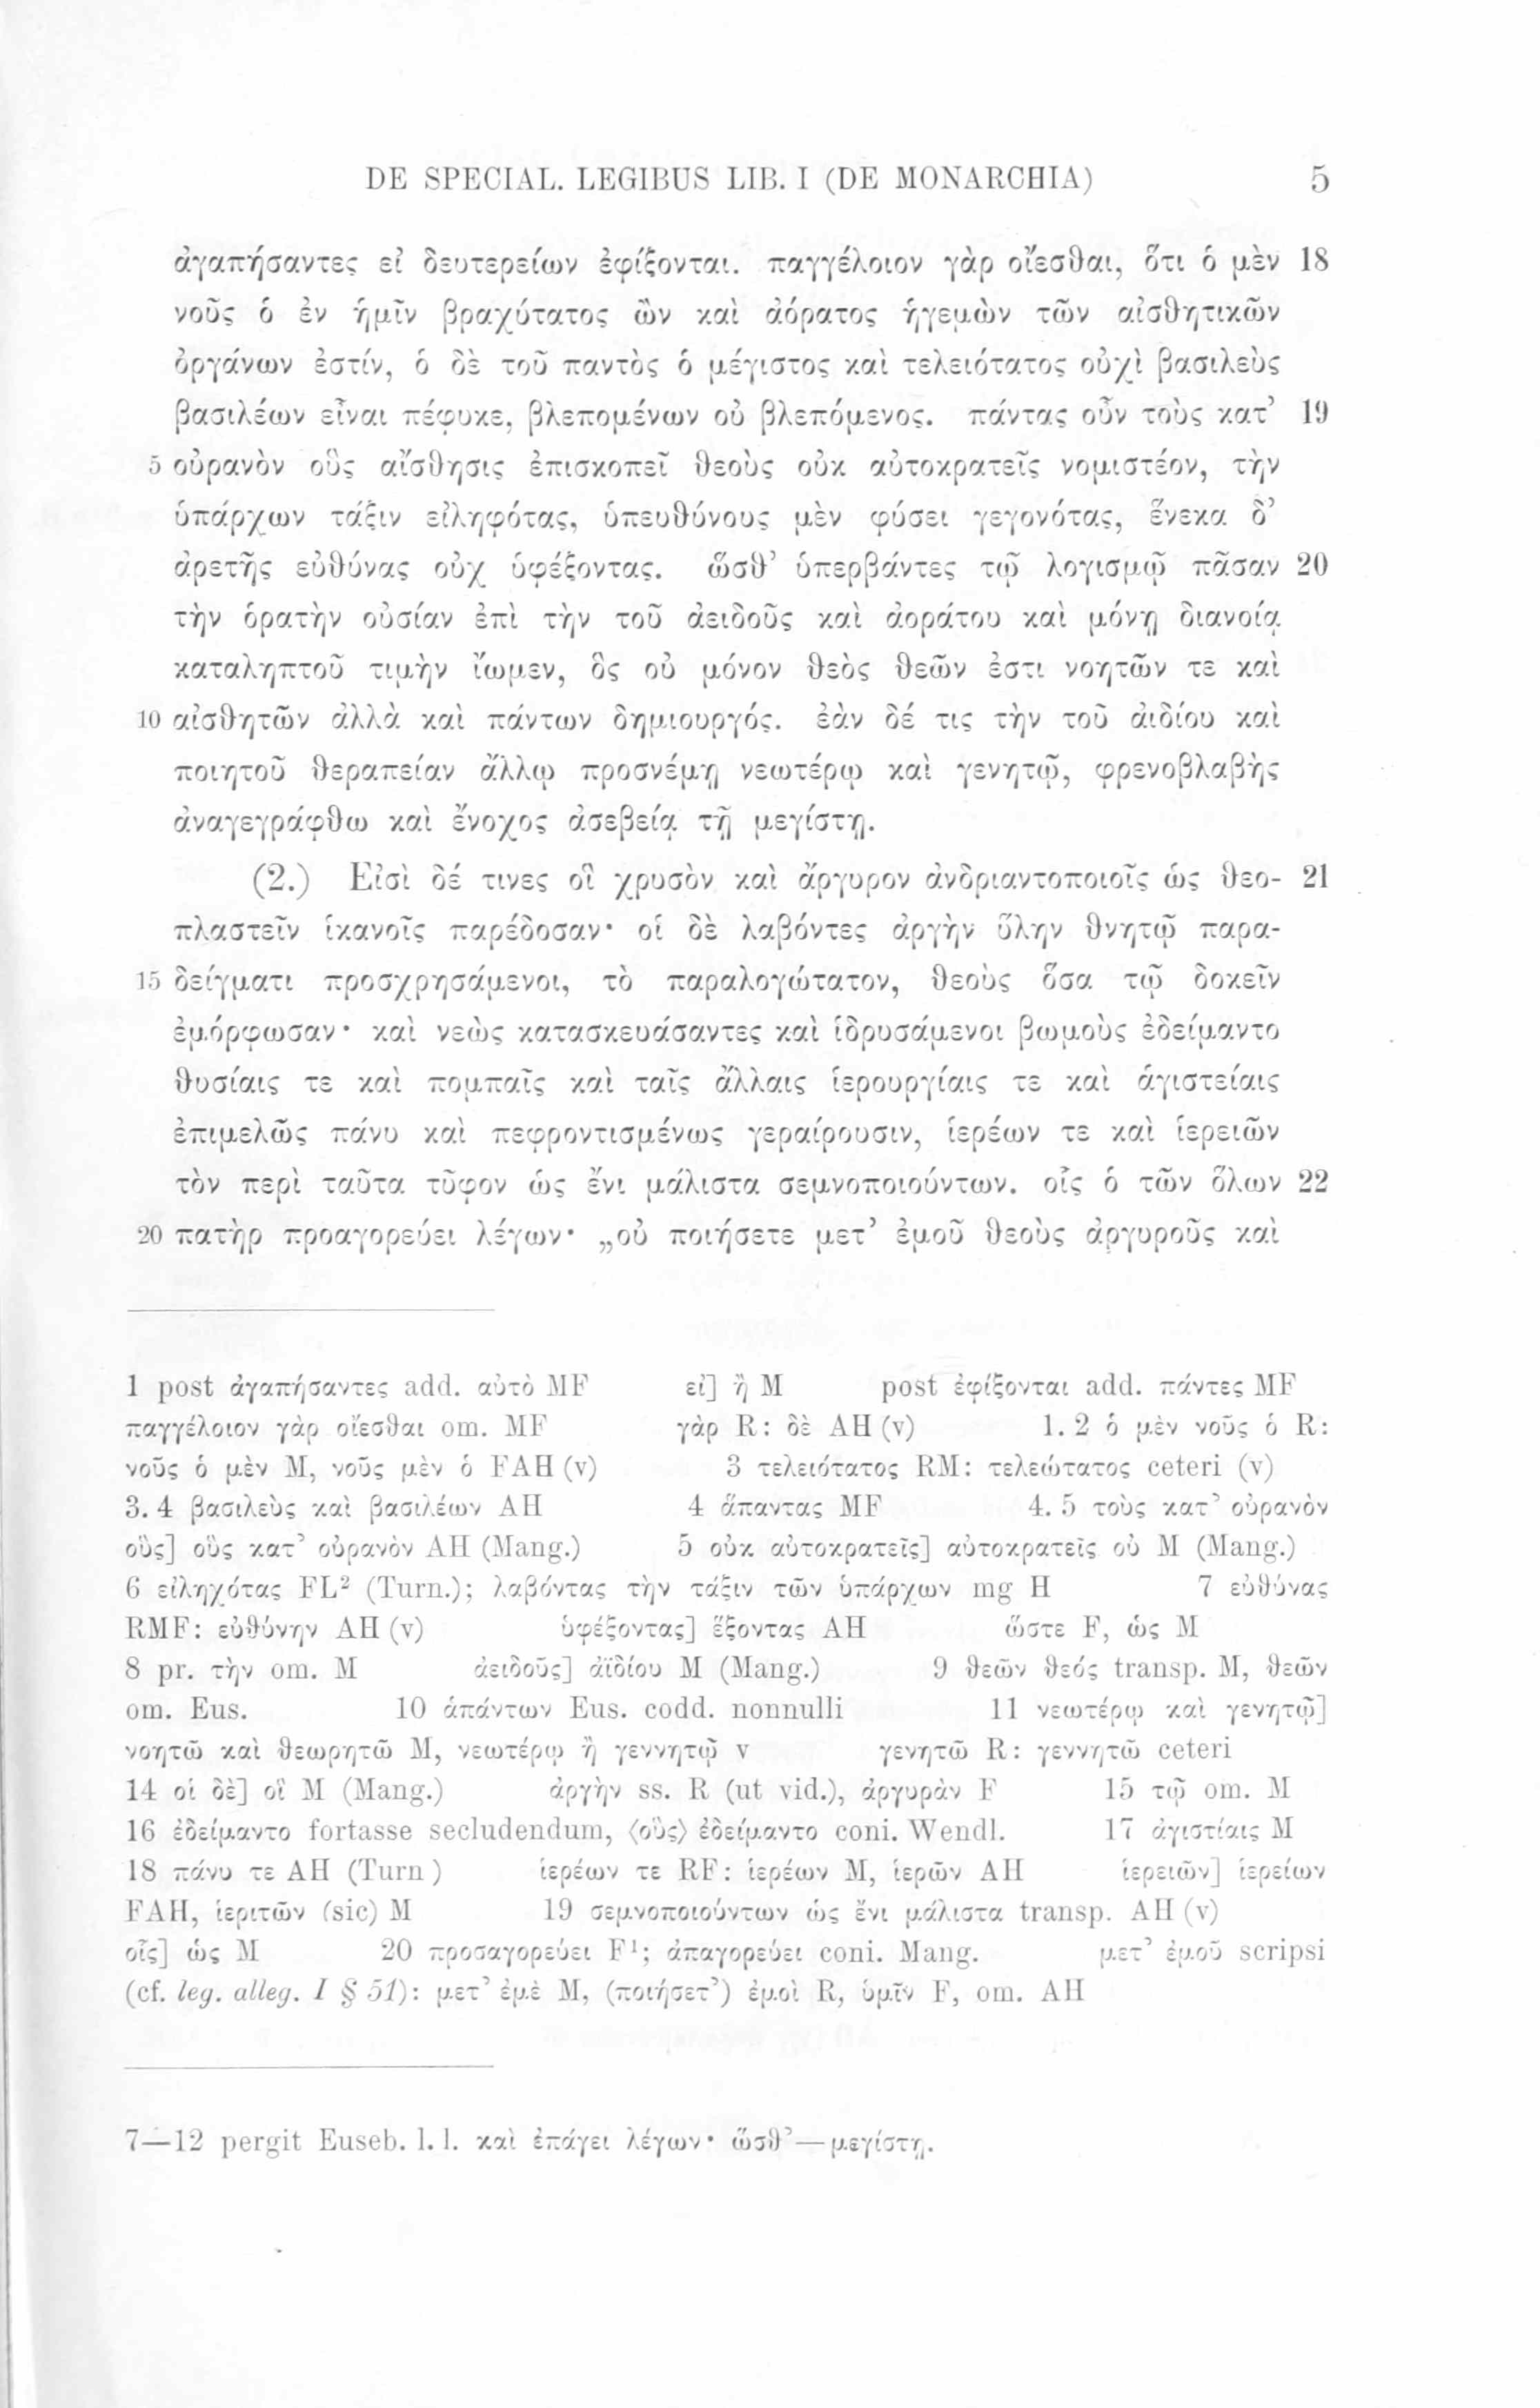 DE SPECIAL. LEGIBUS LIB. I (DE MONARCHIA) 5
ἀγαπήσαντες εἰ δευτερείων ἐφίξονται. παγγέλοιον γὰρ οἴεσθαι, ὅτι ὁ μὲν 18
νοῦς ὁ ἐν ἡμῖν βραχύτατος ὢν καὶ ἀόρατος ἡγεμὼν τῶν αἰσθητικῶν
ὀργάνων ἐστίν, ὁ δὲ τοῦ παντὸς ὁ μέγιστος καὶ τελειότατος οὐχὶ βασιλεὺς
βασιλέων εἶναι πέφυκε, βλεπομένων οὐ βλεπόμενος. πάντας οὖν τοὺς κατ’ 19
5 οὐρανὸν οὓς αἴσθησις ἐπισκοπεῖ θεοὺς οὐκ αὐτοκρατεῖς νομιστέον, τὴν
ὑπάρχων τάξιν εἰληφότας, ὑπευθύνους μὲν φύσει γεγονότας, ἕνεκα δ’
ἀρετῆς εὐθύνας οὐχ ὑφέξοντας. ὥσθ’ ὑπερβάντες τῷ λογισμῷ πᾶσαν 20
τὴν ὁρατὴν οὐσίαν ἐπὶ τὴν τοῦ ἀειδοῦς καὶ ἀοράτου καὶ μόνῃ διανοίᾳ
καταληπτοῦ τιμὴν ἴωμεν, ὃς οὐ μόνον θεὸς θεῶν ἐστι νοητῶν τε καὶ
10 αἰσθητῶν ἀλλὰ καὶ πάντων δημιουργός. ἐὰν δέ τις τὴν τοῦ ἀιδίου καὶ
ποιητοῦ θεραπείαν ἄλλῳ προσνέμῃ νεωτέρῳ καὶ γενητῷ, φρενοβλαβὴς
ἀναγεγράφθω καὶ ἔνοχος ἀσεβείᾳ τῇ μεγίστῃ.
(2.) Εἰσὶ δέ τινες οἳ χρυσὸν καὶ ἄργυρον ἀνδριαντοποιοῖς ὡς θεο- 21
πλαστεῖν ἱκανοῖς παρέδοσαν· οἱ δὲ λαβόντες ἀργὴν ὕλην θνητῷ παρα-
15 δείγματι προσχρησάμενοι, τὸ παραλογώτατον, θεοὺς ὅσα τῷ δοκεῖν
ἐμόρφωσαν· καὶ νεὼς κατασκευάσαντες καὶ ἱδρυσάμενοι βωμοὺς ἐδείμαντο
θυσίαις τε καὶ πομπαῖς καὶ ταῖς ἄλλαις ἱερουργίαις τε καὶ ἁγιστείαις
ἐπιμελῶς πάνυ καὶ πεφροντισμένως γεραίρουσιν, ἱερέων τε καὶ ἱερειῶν
τὸν περὶ ταῦτα τῦφον ὡς ἔνι μάλιστα σεμνοποιούντων. οἷς ὁ τῶν ὅλων 22
20 πατὴρ προαγορεύει λέγων· „οὐ ποιήσετε μετ’ ἐμοῦ θεοὺς ἀργυροῦς καὶ
1 post ἀγαπήσαντες add. αὐτὸ MF εἰ] ἢ M post ἐφίξονται add. πάντες MF
παγγέλοιον γὰρ οἴεσθαι om. MF γὰρ R: δὲ AH (v) 1. 2 ὁ μὲν νοῦς ὁ R:
νοῦς ὁ μὲν M, νοῦς μὲν ὁ FAH (v) 3 τελειότατος RM: τελεώτατος ceteri (v)
3. 4 βασιλεὺς καὶ βασιλέων AH 4 ἅπαντας MF 4. 5 τοὺς κατ’ οὐρανὸν
οὓς] οὓς κατ’ οὐρανὸν AH (Mang.) 5 οὐκ αὐτοκρατεῖς] αὐτοκρατεῖς οὐ M (Mang.)
6 εἰληχότας FL² (Turn.); λαβόντας τὴν τάξιν τῶν ὑπάρχων mg H 7 εὐθύνας
RMF: εὐθύνην AH (v) ὑφέξοντας] ἕξοντας AH ὥστε F, ὡς M
8 pr. τὴν om. M ἀειδοῦς] ἀϊδίου M (Mang.) 9 θεῶν θεός transp. M, θεῶν
om. Eus. 10 ἁπάντων Eus. codd. nonnulli 11 νεωτέρῳ καὶ γενητῷ]
νοητῶ καὶ θεωρητῶ M, νεωτέρῳ ἢ γεννητῷ v γενητῶ R: γεννητῶ ceteri
14 οἱ δὲ] οἳ M (Mang.) ἀργὴν ss. R (ut vid.), ἀργυρὰν F 15 τῷ om. M
16 ἐδείμαντο fortasse secludendum, ⟨οὓς⟩ ἐδείμαντο coni. Wendl. 17 ἁγιστίαις M
18 πάνυ τε AH (Turn ) ἱερέων τε RF: ἱερέων M, ἱερῶν AH ἱερειῶν] ἱερείων
FAH, ἱεριτῶν (sic) M 19 σεμνοποιούντων ὡς ἔνι μάλιστα transp. AH (v)
οἷς] ὡς M 20 προσαγορεύει F¹; ἀπαγορεύει coni. Mang. μετ’ ἐμοῦ scripsi
(cf. leg. alleg. I § 51): μετ’ ἐμὲ M, (ποιήσετ’) ἐμοὶ R, ὑμῖν F, om. AH
7—12 pergit Euseb. l. l. καὶ ἐπάγει λέγων· ὥσθ’—μεγίστῃ.